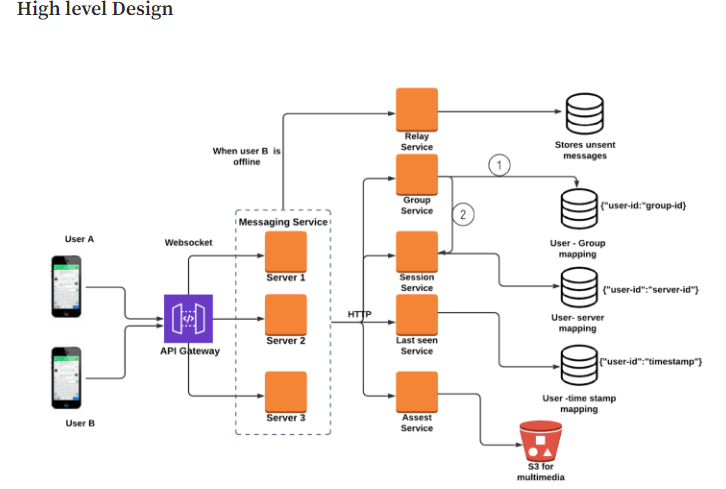 High level Design
Relay
Service
Stores unsent
messages
When user B is
offline
1
Group
Service
{"user-id:"group-id}
2
User - Group
mapping
Messaging Service
User A
Websocket
Server 1
Session
Service
{"user-id":"server-id"}
User- server
mapping
HTTP
Server 2
Last seen
Service
API Gateway
{"user-id":"timestamp"}
User -time stamp
mapping
User B
Server 3
Assest
Service
S3 for
multimedia